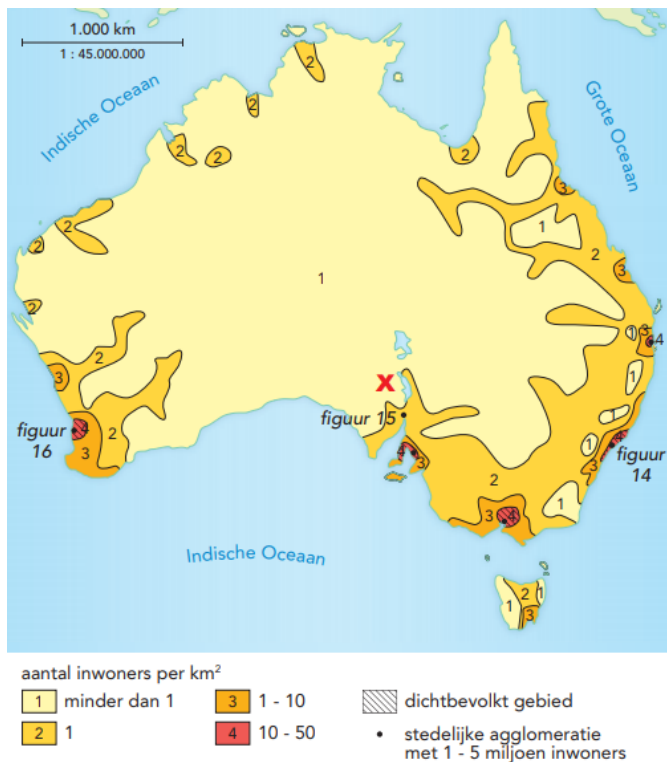 1.000 km
1 : 45.000.000
Indische Oceaan
Grote Oceaan
2
2
2
2
2
3
1
2
2
2
3
1
1
3
4
2
X
3
1
figuur 15
1
figuur
16
4
2
3
4
3
1
4
3
figuur
14
2
3
4
1
Indische Oceaan
2
1
1
3
aantal inwoners per km²
1 minder dan 1
2 1
3 1 - 10
4 10 - 50
dichtbevolkt gebied
stedelijke agglomeratie
met 1 - 5 miljoen inwoners